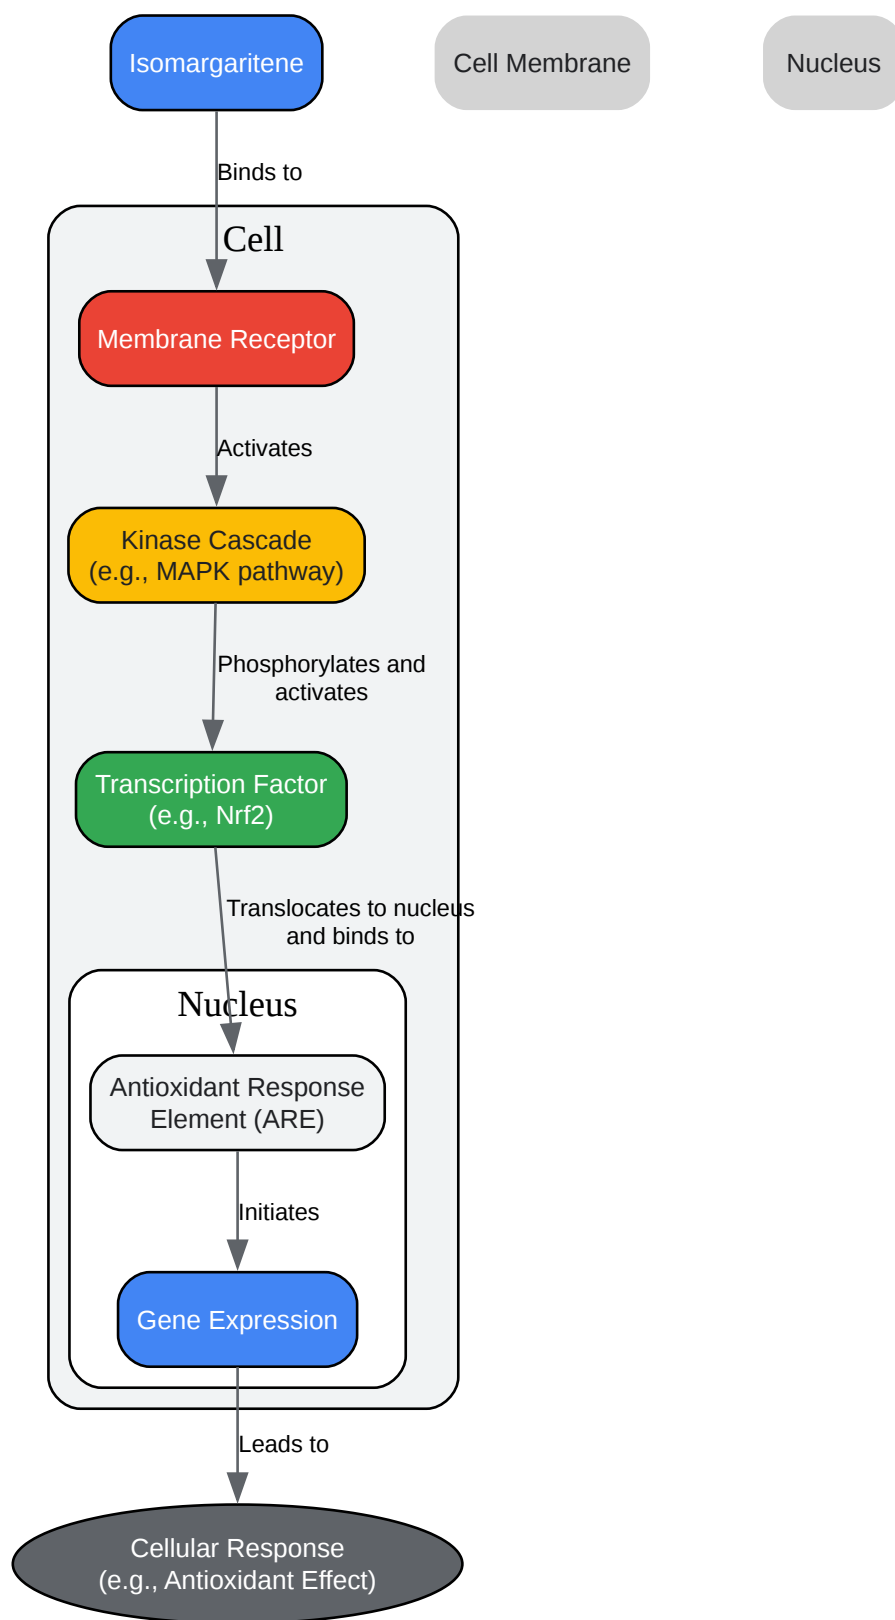 Isomargaritene
Cell Membrane
Nucleus
Binds to
Cell
Membrane Receptor
Activates
Kinase Cascade
(e.g., MAPK pathway)
Phosphorylates and
activates
Transcription Factor
(e.g., Nrf2)
Translocates to nucleus
and binds to
Nucleus
Antioxidant Response
Element (ARE)
Initiates
Gene Expression
Leads to
Cellular Response
(e.g., Antioxidant Effect)